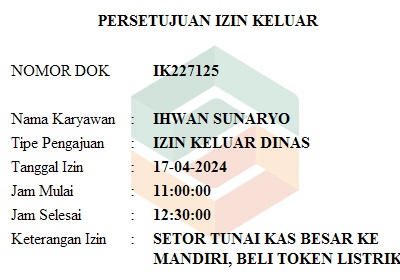 PERSETUJUAN IZIN KELUAR
NOMOR DOK IK227125
Nama Karyawan : IHWAN SUNARYO
Tipe Pengajuan : IZIN KELUAR DINAS
Tanggal Izin : 17-04-2024
Jam Mulai : 11:00:00
Jam Selesai : 12:30:00
Keterangan Izin : SETOR TUNAI KAS BESAR KE
MANDIRI, BELI TOKEN LISTRIK